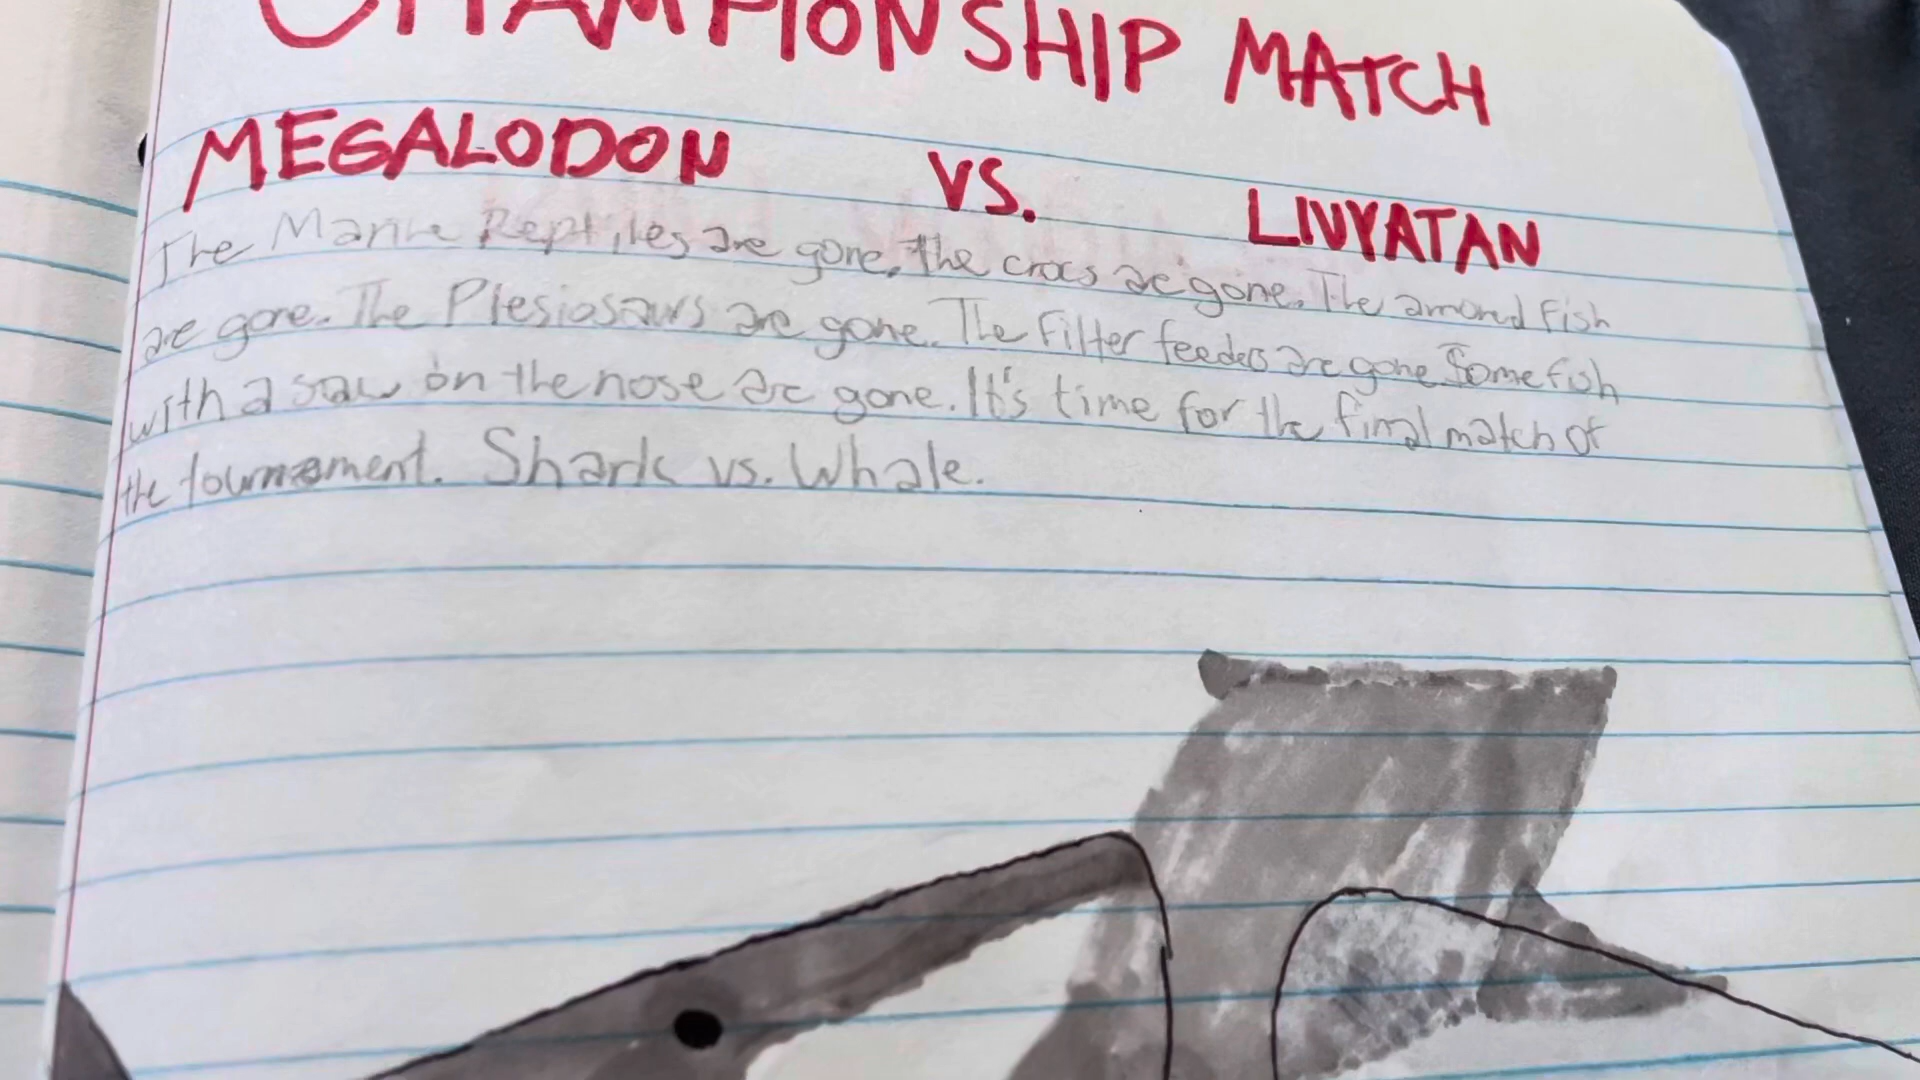 CHAMPIONSHIP MATCH
MEGALODON VS. LIVYATAN
The Marine Reptiles are gone. The crocs are gone. The armored fish
are gone. The Plesiosaurs are gone. The filter feeders are gone. Some fish
with a saw on the nose are gone. It's time for the final match of
the tournament. Shark vs. Whale.